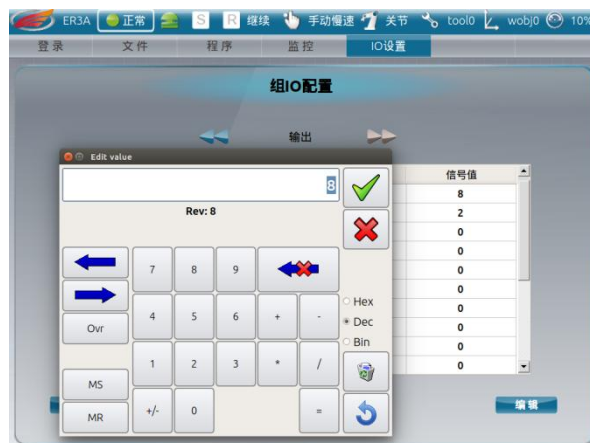 ER3A 正常 S R 继续 手动慢速 关节 tool0 wobj0 10%
登录 文件 程序 监控 IO设置
组IO配置
输出
Edit value
8
Rev: 8
信号值
8
2
0
0
0
0
0
0
0
0
7 8 9
Hex
4 5 6 + -
Dec
Ovr
Bin
1 2 3 * /
MS
+/- 0 =
MR
编辑